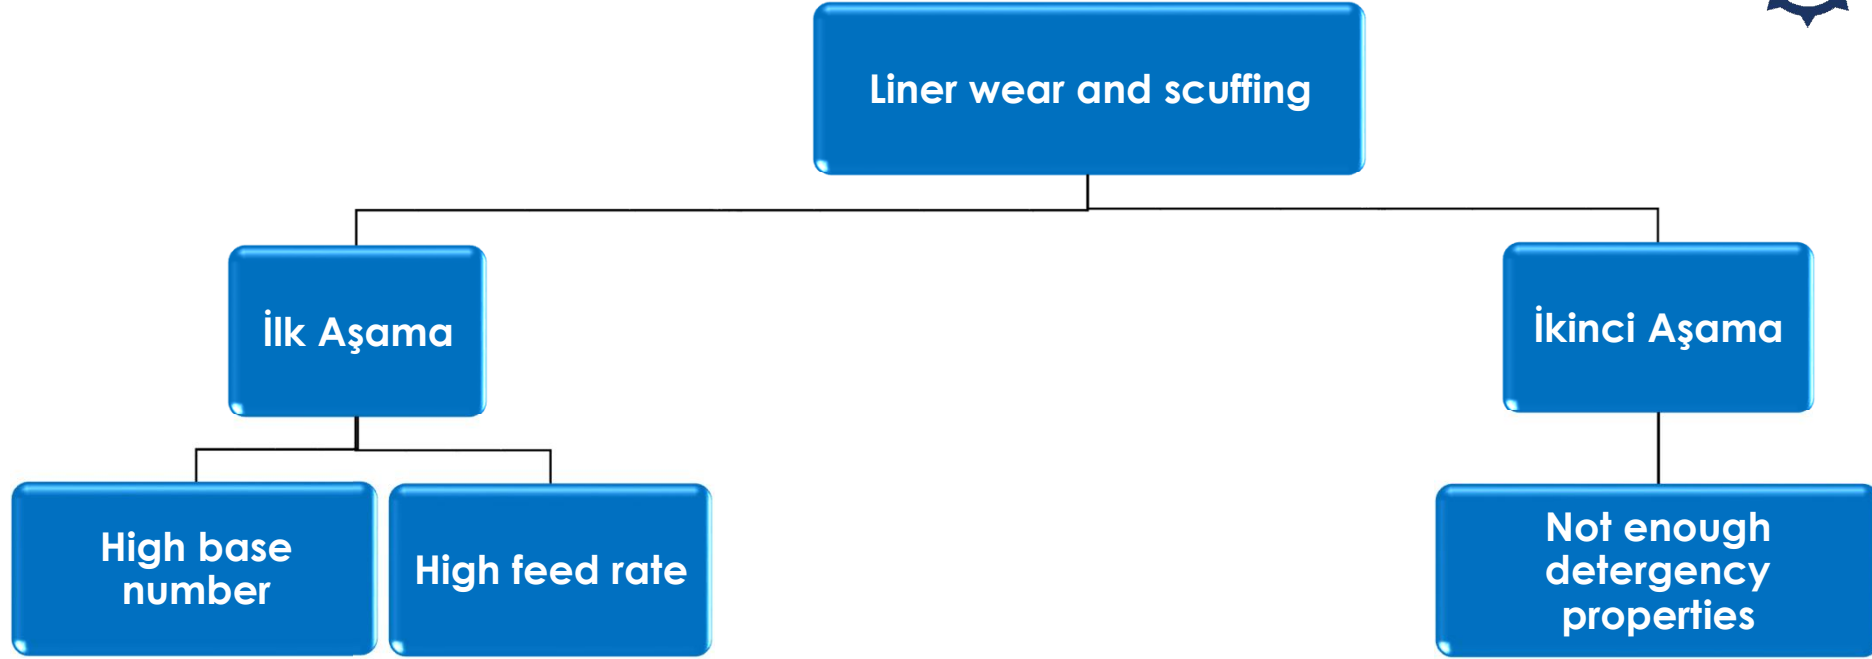 Liner wear and scuffing
İlk Aşama
İkinci Aşama
High base
number
High feed rate
Not enough
detergency
properties